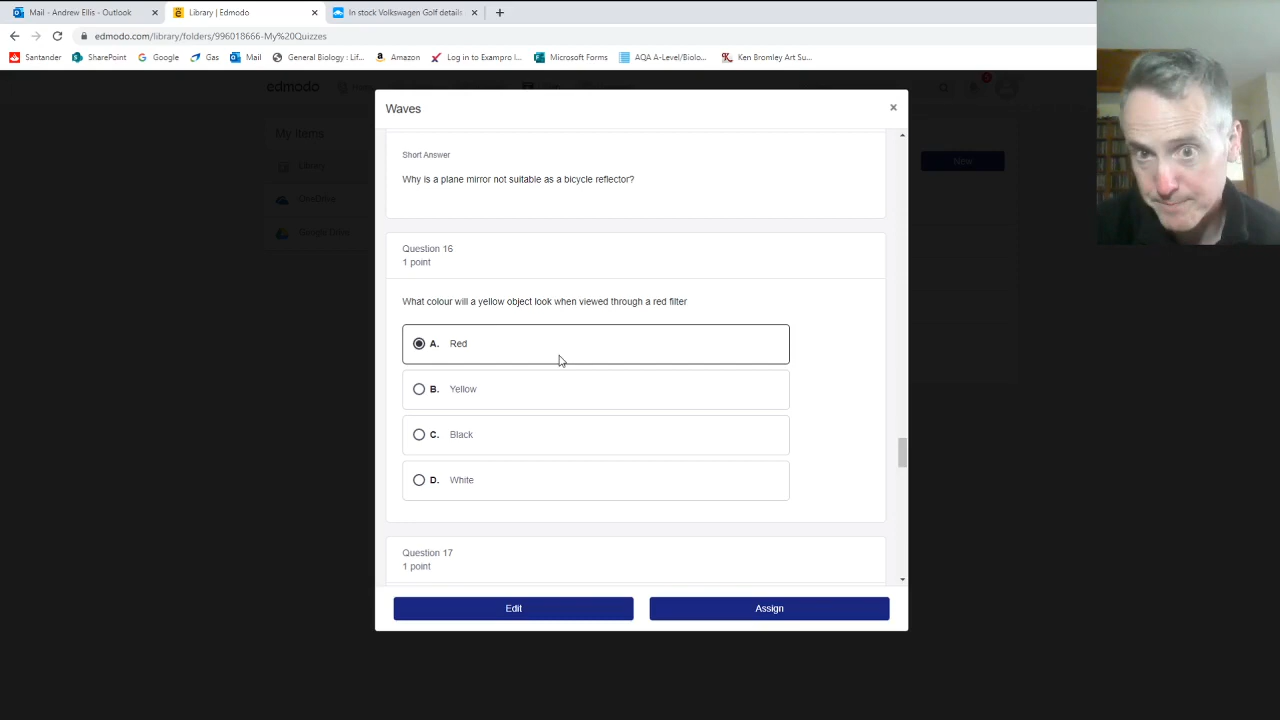 Mail - Andrew Ellis - Outlook
Library | Edmodo
In stock Volkswagen Golf details
edmodo.com/library/folders/996018666-My%20Quizzes
Santander
SharePoint
Google
Gas
Mail
General Biology : Lif...
Amazon
Log in to Exampro I...
Microsoft Forms
AQA A-Level/Biolo...
Ken Bromley Art Su...
edmodo
My Items
Library
OneDrive
Google Drive
New
Waves
Short Answer
Why is a plane mirror not suitable as a bicycle reflector?
Question 16
1 point
What colour will a yellow object look when viewed through a red filter
A. Red
B. Yellow
C. Black
D. White
Question 17
1 point
Edit
Assign